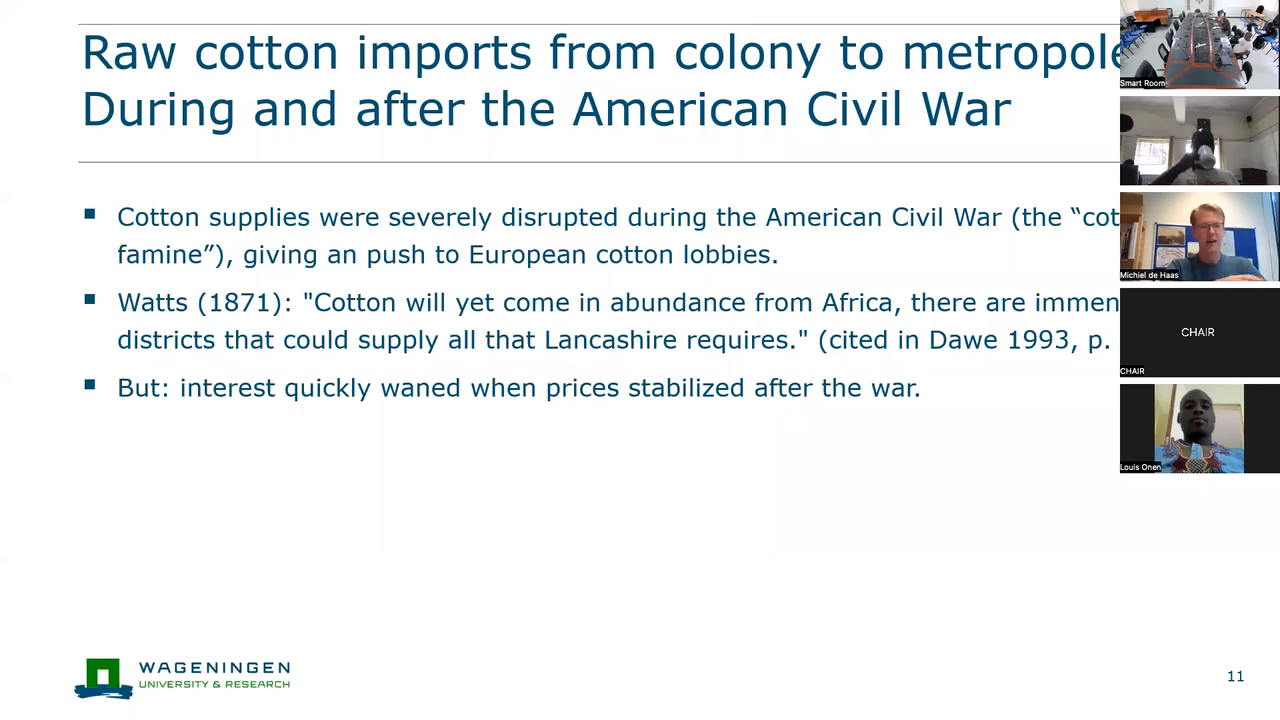 Raw cotton imports from colony to metropole
During and after the American Civil War
▪ Cotton supplies were severely disrupted during the American Civil War (the “cot
famine”), giving an push to European cotton lobbies.
▪ Watts (1871): "Cotton will yet come in abundance from Africa, there are immen
districts that could supply all that Lancashire requires." (cited in Dawe 1993, p.
▪ But: interest quickly waned when prices stabilized after the war.
WAGENINGEN
UNIVERSITY & RESEARCH
11
Smart Room
Michiel de Haas
CHAIR
CHAIR
Louis Onen